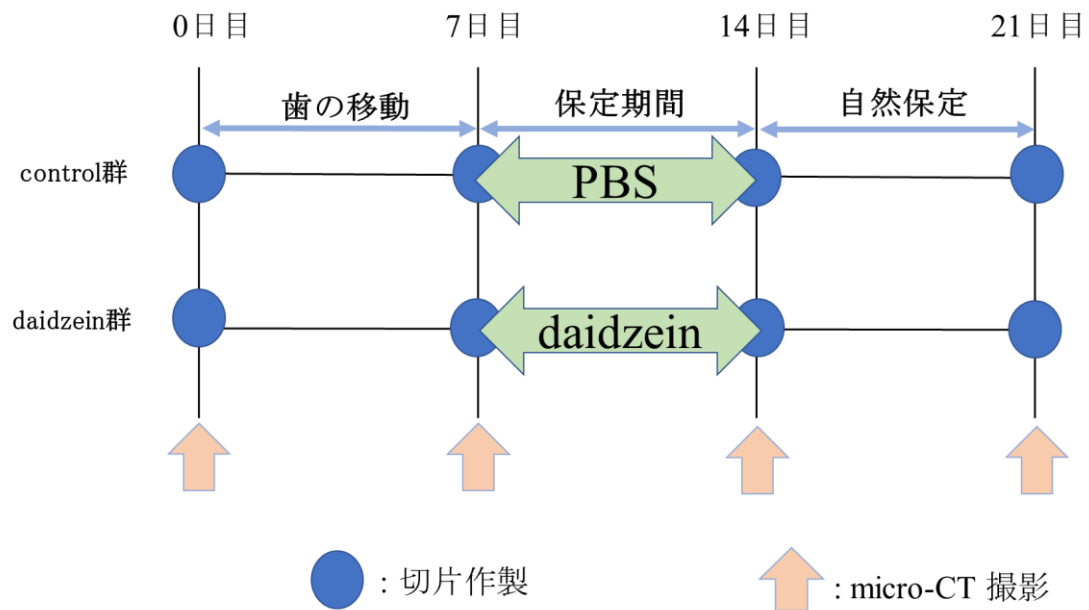 0日目 7日目 14日目 21日目
歯の移動 保定期間 自然保定
control群 PBS
daidzein群 daidzein
: 切片作製 : micro-CT 撮影